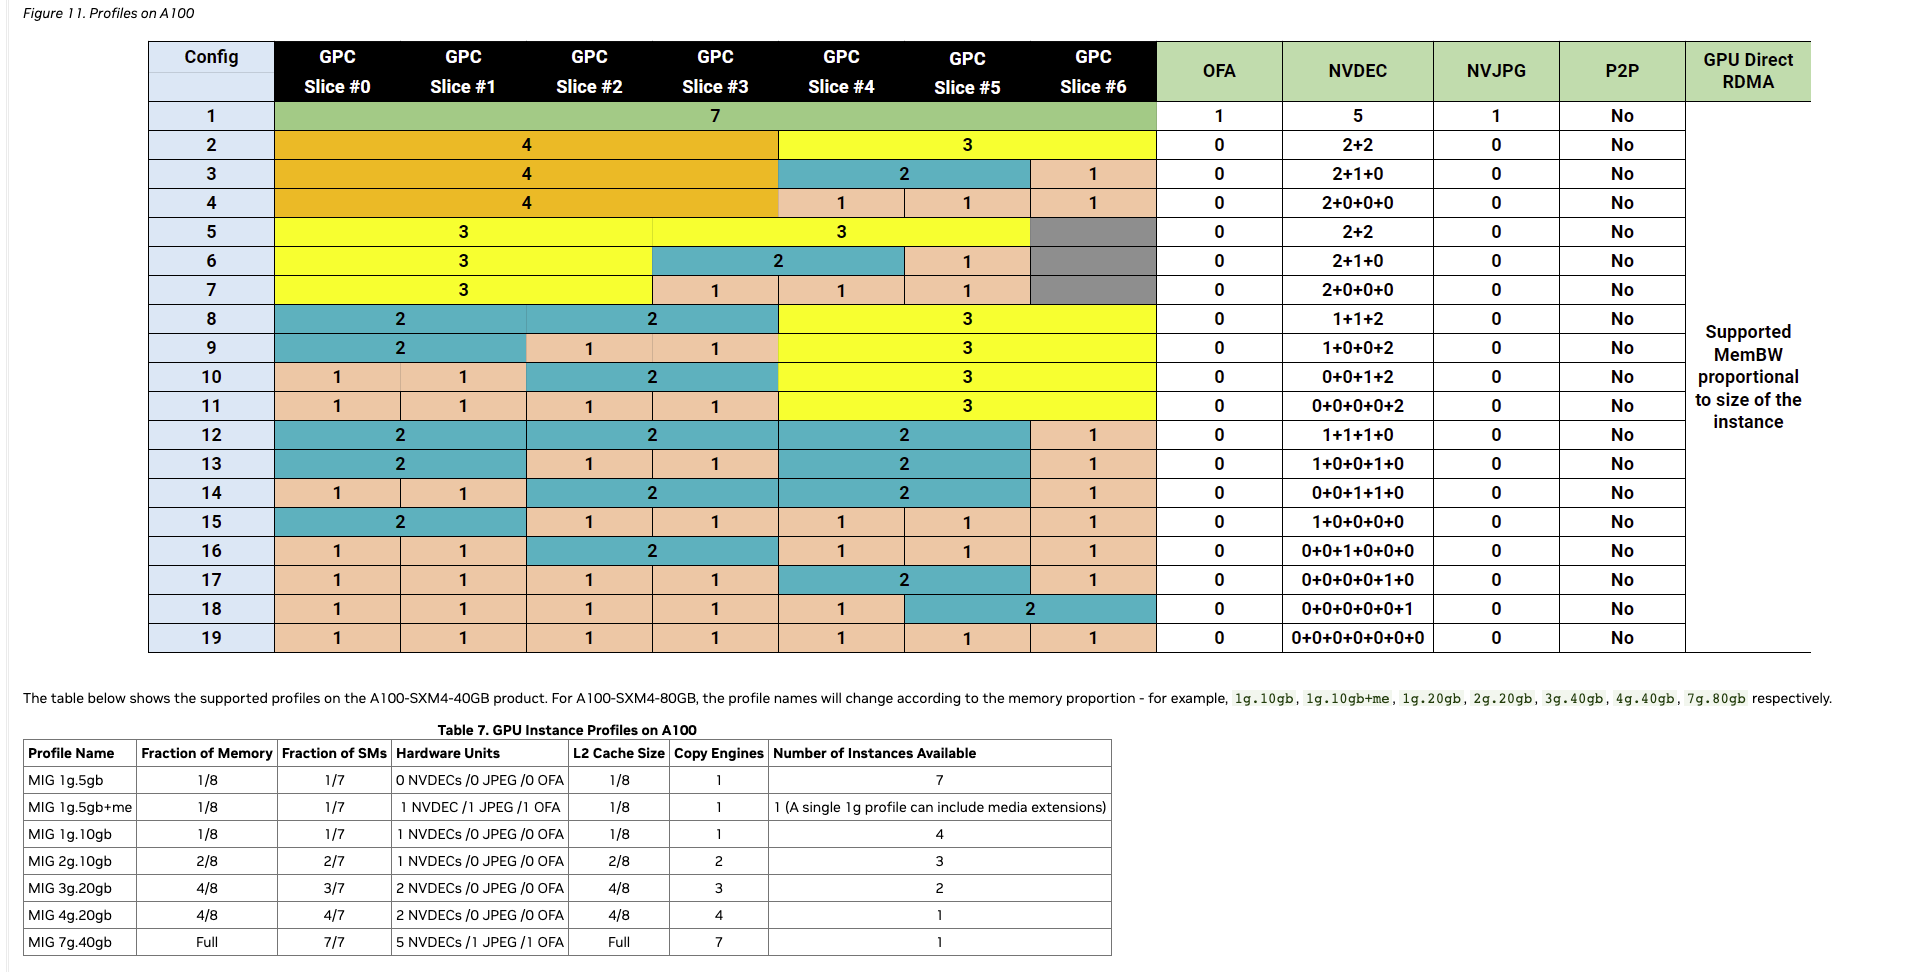 Figure 11. Profiles on A100
Config GPC Slice #0 GPC Slice #1 GPC Slice #2 GPC Slice #3 GPC Slice #4 GPC Slice #5 GPC Slice #6 OFA NVDEC NVJPG P2P GPU Direct RDMA
1 7 1 5 1 No
2 4 3 0 2+2 0 No
3 4 2 1 0 2+1+0 0 No
4 4 1 1 1 0 2+0+0+0 0 No
5 3 3 0 2+2 0 No
6 3 2 1 0 2+1+0 0 No
7 3 1 1 1 0 2+0+0+0 0 No
8 2 2 3 0 1+1+2 0 No
9 2 1 1 3 0 1+0+0+2 0 No
10 1 1 2 3 0 0+0+1+2 0 No
11 1 1 1 1 3 0 0+0+0+0+2 0 No
12 2 2 2 1 0 1+1+1+0 0 No
13 2 1 1 2 1 0 1+0+0+1+0 0 No
14 1 1 2 2 1 0 0+0+1+1+0 0 No
15 2 1 1 1 1 1 0 1+0+0+0+0 0 No
16 1 1 2 1 1 1 0 0+0+1+0+0+0 0 No
17 1 1 1 1 2 1 0 0+0+0+0+1+0 0 No
18 1 1 1 1 1 2 0 0+0+0+0+0+1 0 No
19 1 1 1 1 1 1 1 0 0+0+0+0+0+0+0 0 No
Supported
MemBW
proportional
to size of the
instance
The table below shows the supported profiles on the A100-SXM4-40GB product. For A100-SXM4-80GB, the profile names will change according to the memory proportion - for example, 1g.10gb, 1g.10gb+me, 1g.20gb, 2g.20gb, 3g.40gb, 4g.40gb, 7g.80gb respectively.
Table 7. GPU Instance Profiles on A100
Profile Name Fraction of Memory Fraction of SMs Hardware Units L2 Cache Size Copy Engines Number of Instances Available
MIG 1g.5gb 1/8 1/7 0 NVDECs /0 JPEG /0 OFA 1/8 1 7
MIG 1g.5gb+me 1/8 1/7 1 NVDEC /1 JPEG /1 OFA 1/8 1 1 (A single 1g profile can include media extensions)
MIG 1g.10gb 1/8 1/7 1 NVDECs /0 JPEG /0 OFA 1/8 1 4
MIG 2g.10gb 2/8 2/7 1 NVDECs /0 JPEG /0 OFA 2/8 2 3
MIG 3g.20gb 4/8 3/7 2 NVDECs /0 JPEG /0 OFA 4/8 3 2
MIG 4g.20gb 4/8 4/7 2 NVDECs /0 JPEG /0 OFA 4/8 4 1
MIG 7g.40gb Full 7/7 5 NVDECs /1 JPEG /1 OFA Full 7 1